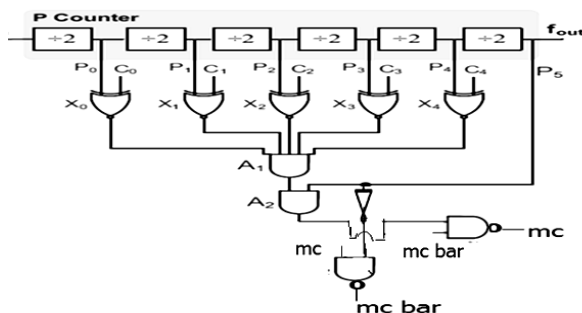 P Counter
÷2 ÷2 ÷2 ÷2 ÷2 ÷2 fout
P0 C0 P1 C1 P2 C2 P3 C3 P4 C4 P5
X0 X1 X2 X3 X4
A1
A2
mc mc bar mc
mc bar